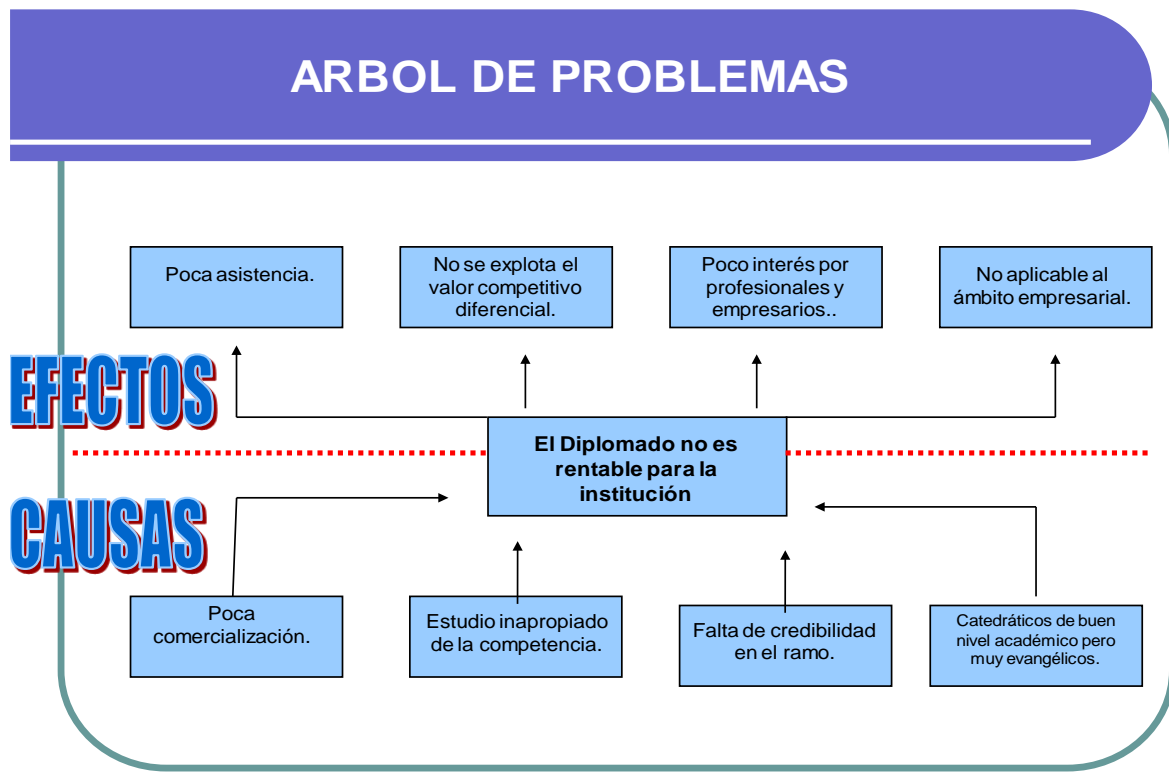 ARBOL DE PROBLEMAS
Poca asistencia.
No se explota el
valor competitivo
diferencial.
Poco interés por
profesionales y
empresarios..
No aplicable al
ámbito empresarial.
EFECTOS
El Diplomado no es
rentable para la
institución
CAUSAS
Poca
comercialización.
Estudio inapropiado
de la competencia.
Falta de credibilidad
en el ramo.
Catedráticos de buen
nivel académico pero
muy evangélicos.